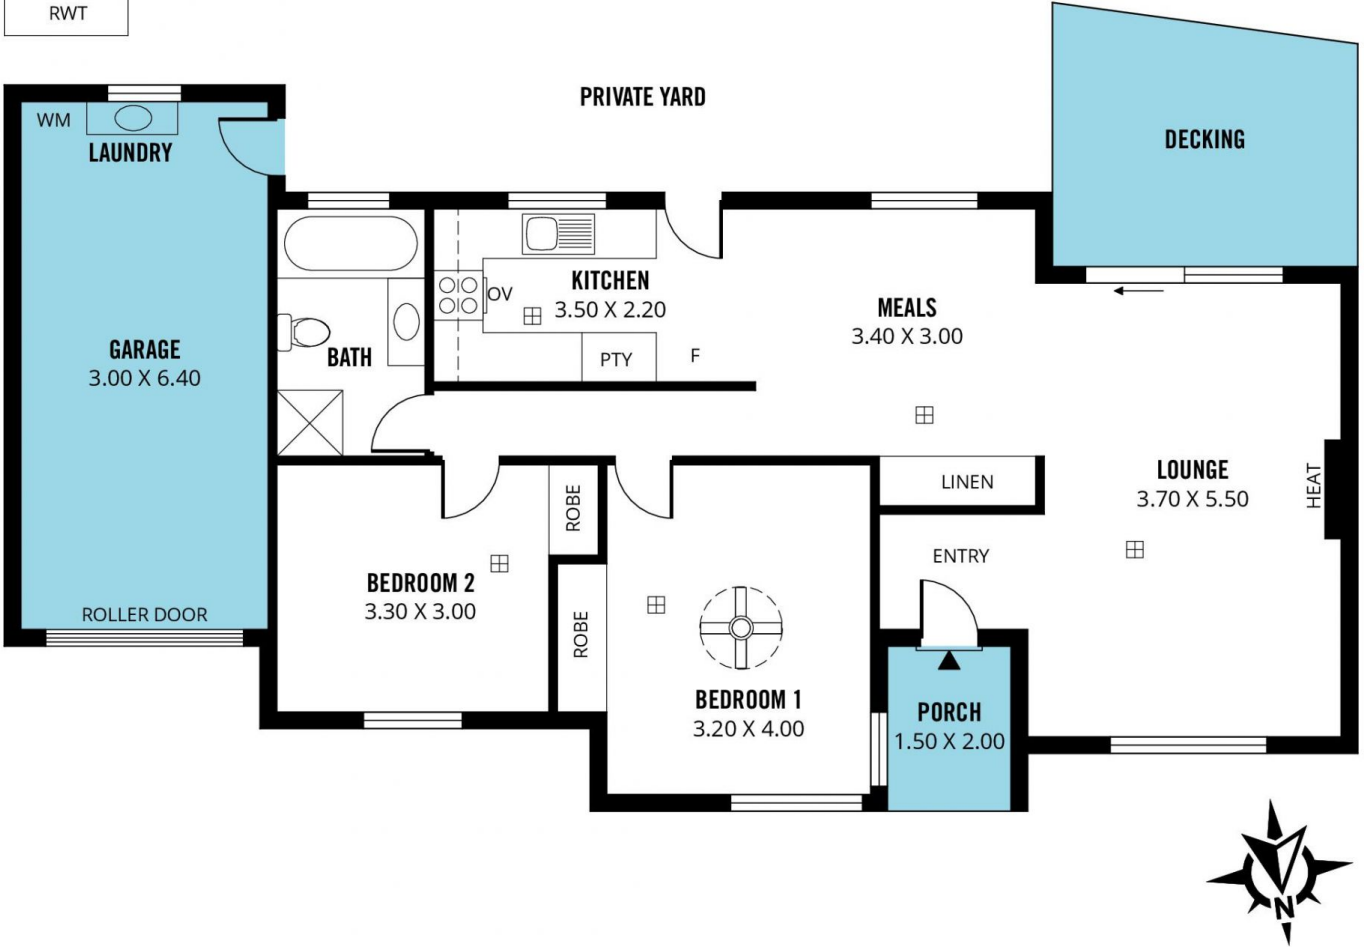 RWT
PRIVATE YARD
DECKING
WM
LAUNDRY
KITCHEN
3.50 X 2.20
OV
PTY
F
MEALS
3.40 X 3.00
GARAGE
3.00 X 6.40
BATH
LINEN
LOUNGE
3.70 X 5.50
HEAT
ROBE
ENTRY
BEDROOM 2
3.30 X 3.00
ROBE
ROLLER DOOR
BEDROOM 1
3.20 X 4.00
PORCH
1.50 X 2.00
N